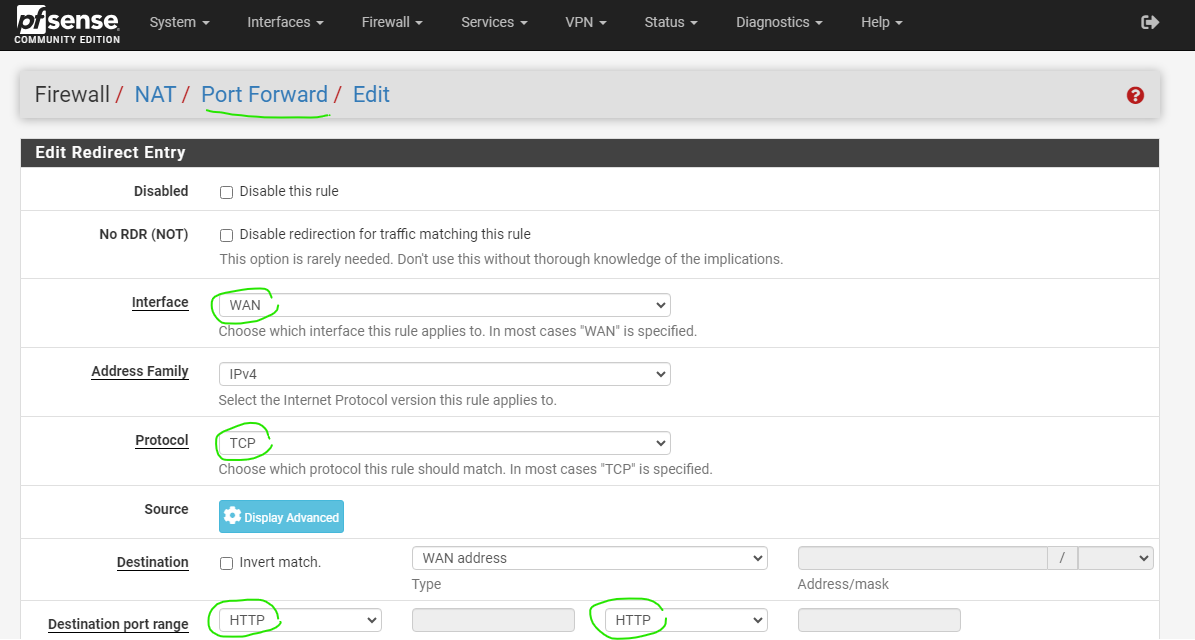 pfsense
COMMUNITY EDITION
System Interfaces Firewall Services VPN Status Diagnostics Help
Firewall / NAT / Port Forward / Edit
?
Edit Redirect Entry
Disabled Disable this rule
No RDR (NOT) Disable redirection for traffic matching this rule
This option is rarely needed. Don't use this without thorough knowledge of the implications.
Interface WAN
Choose which interface this rule applies to. In most cases "WAN" is specified.
Address Family IPv4
Select the Internet Protocol version this rule applies to.
Protocol TCP
Choose which protocol this rule should match. In most cases "TCP" is specified.
Source Display Advanced
Destination Invert match. WAN address /
Type Address/mask
Destination port range HTTP HTTP